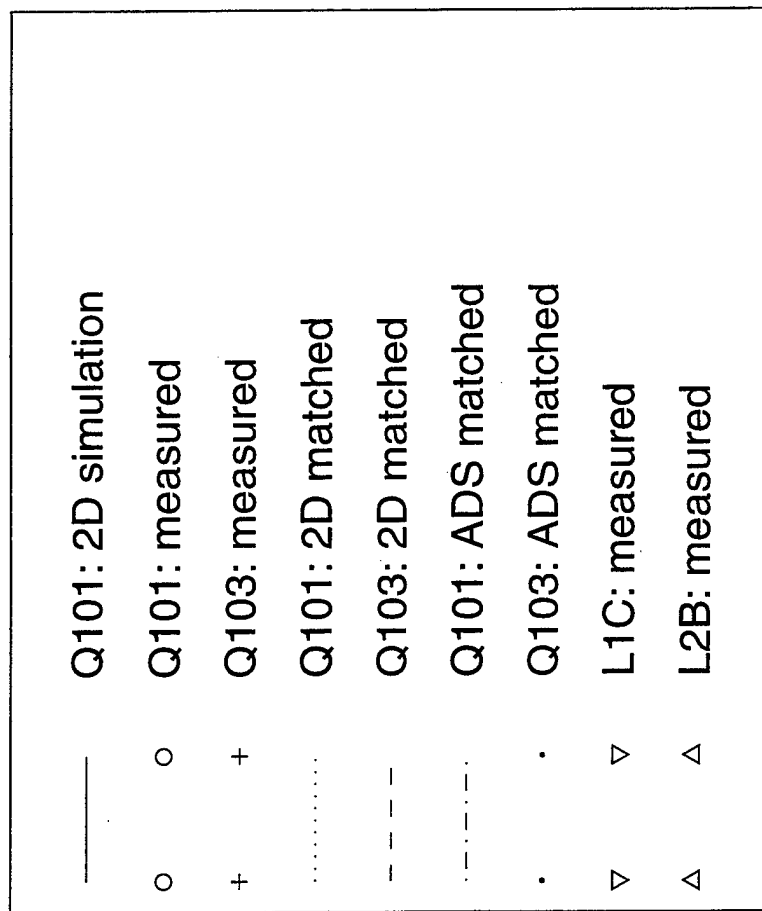 Q101: 2D simulation
Q101: measured
Q103: measured
Q101: 2D matched
Q103: 2D matched
Q101: ADS matched
Q103: ADS matched
L1C: measured
L2B: measured